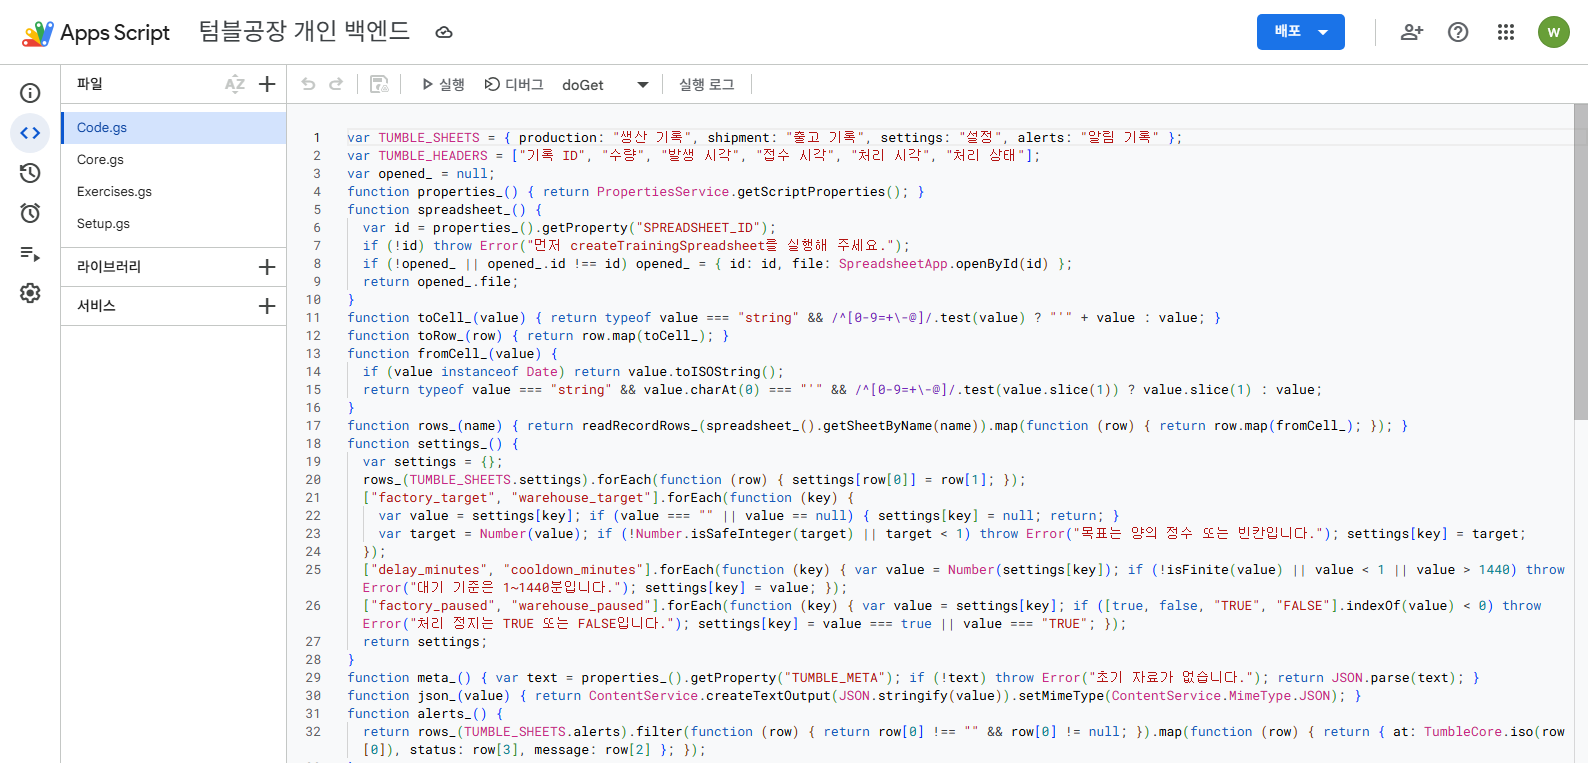 Apps Script 텀블공장 개인 백엔드
배포
W
파일
AZ
실행
디버그
doGet
실행 로그
Code.gs
Core.gs
Exercises.gs
Setup.gs
라이브러리
서비스
1 var TUMBLE_SHEETS = { production: "생산 기록", shipment: "출고 기록", settings: "설정", alerts: "알림 기록" };
2 var TUMBLE_HEADERS = ["기록 ID", "수량", "발생 시각", "접수 시각", "처리 시각", "처리 상태"];
3 var opened_ = null;
4 function properties_() { return PropertiesService.getScriptProperties(); }
5 function spreadsheet_() {
6 var id = properties_().getProperty("SPREADSHEET_ID");
7 if (!id) throw Error("먼저 createTrainingSpreadsheet를 실행해 주세요.");
8 if (!opened_ || opened_.id !== id) opened_ = { id: id, file: SpreadsheetApp.openById(id) };
9 return opened_.file;
10 }
11 function toCell_(value) { return typeof value === "string" && /^[0-9=+\-@]/.test(value) ? "'" + value : value; }
12 function toRow_(row) { return row.map(toCell_); }
13 function fromCell_(value) {
14 if (value instanceof Date) return value.toISOString();
15 return typeof value === "string" && value.charAt(0) === "'" && /^[0-9=+\-@]/.test(value.slice(1)) ? value.slice(1) : value;
16 }
17 function rows_(name) { return readRecordRows_(spreadsheet_().getSheetByName(name)).map(function (row) { return row.map(fromCell_); }); }
18 function settings_() {
19 var settings = {};
20 rows_(TUMBLE_SHEETS.settings).forEach(function (row) { settings[row[0]] = row[1]; });
21 ["factory_target", "warehouse_target"].forEach(function (key) {
22 var value = settings[key]; if (value === "" || value == null) { settings[key] = null; return; }
23 var target = Number(value); if (!Number.isSafeInteger(target) || target < 1) throw Error("목표는 양의 정수 또는 빈칸입니다."); settings[key] = target;
24 });
25 ["delay_minutes", "cooldown_minutes"].forEach(function (key) { var value = Number(settings[key]); if (!isFinite(value) || value < 1 || value > 1440) throw
Error("대기 기준은 1~1440분입니다."); settings[key] = value; });
26 ["factory_paused", "warehouse_paused"].forEach(function (key) { var value = settings[key]; if ([true, false, "TRUE", "FALSE"].indexOf(value) < 0) throw
Error("처리 정지는 TRUE 또는 FALSE입니다."); settings[key] = value === true || value === "TRUE"; });
27 return settings;
28 }
29 function meta_() { var text = properties_().getProperty("TUMBLE_META"); if (!text) throw Error("초기 자료가 없습니다."); return JSON.parse(text); }
30 function json_(value) { return ContentService.createTextOutput(JSON.stringify(value)).setMimeType(ContentService.MimeType.JSON); }
31 function alerts_() {
32 return rows_(TUMBLE_SHEETS.alerts).filter(function (row) { return row[0] !== "" && row[0] != null; }).map(function (row) { return { at: TumbleCore.iso(row
[0]), status: row[3], message: row[2] }; });